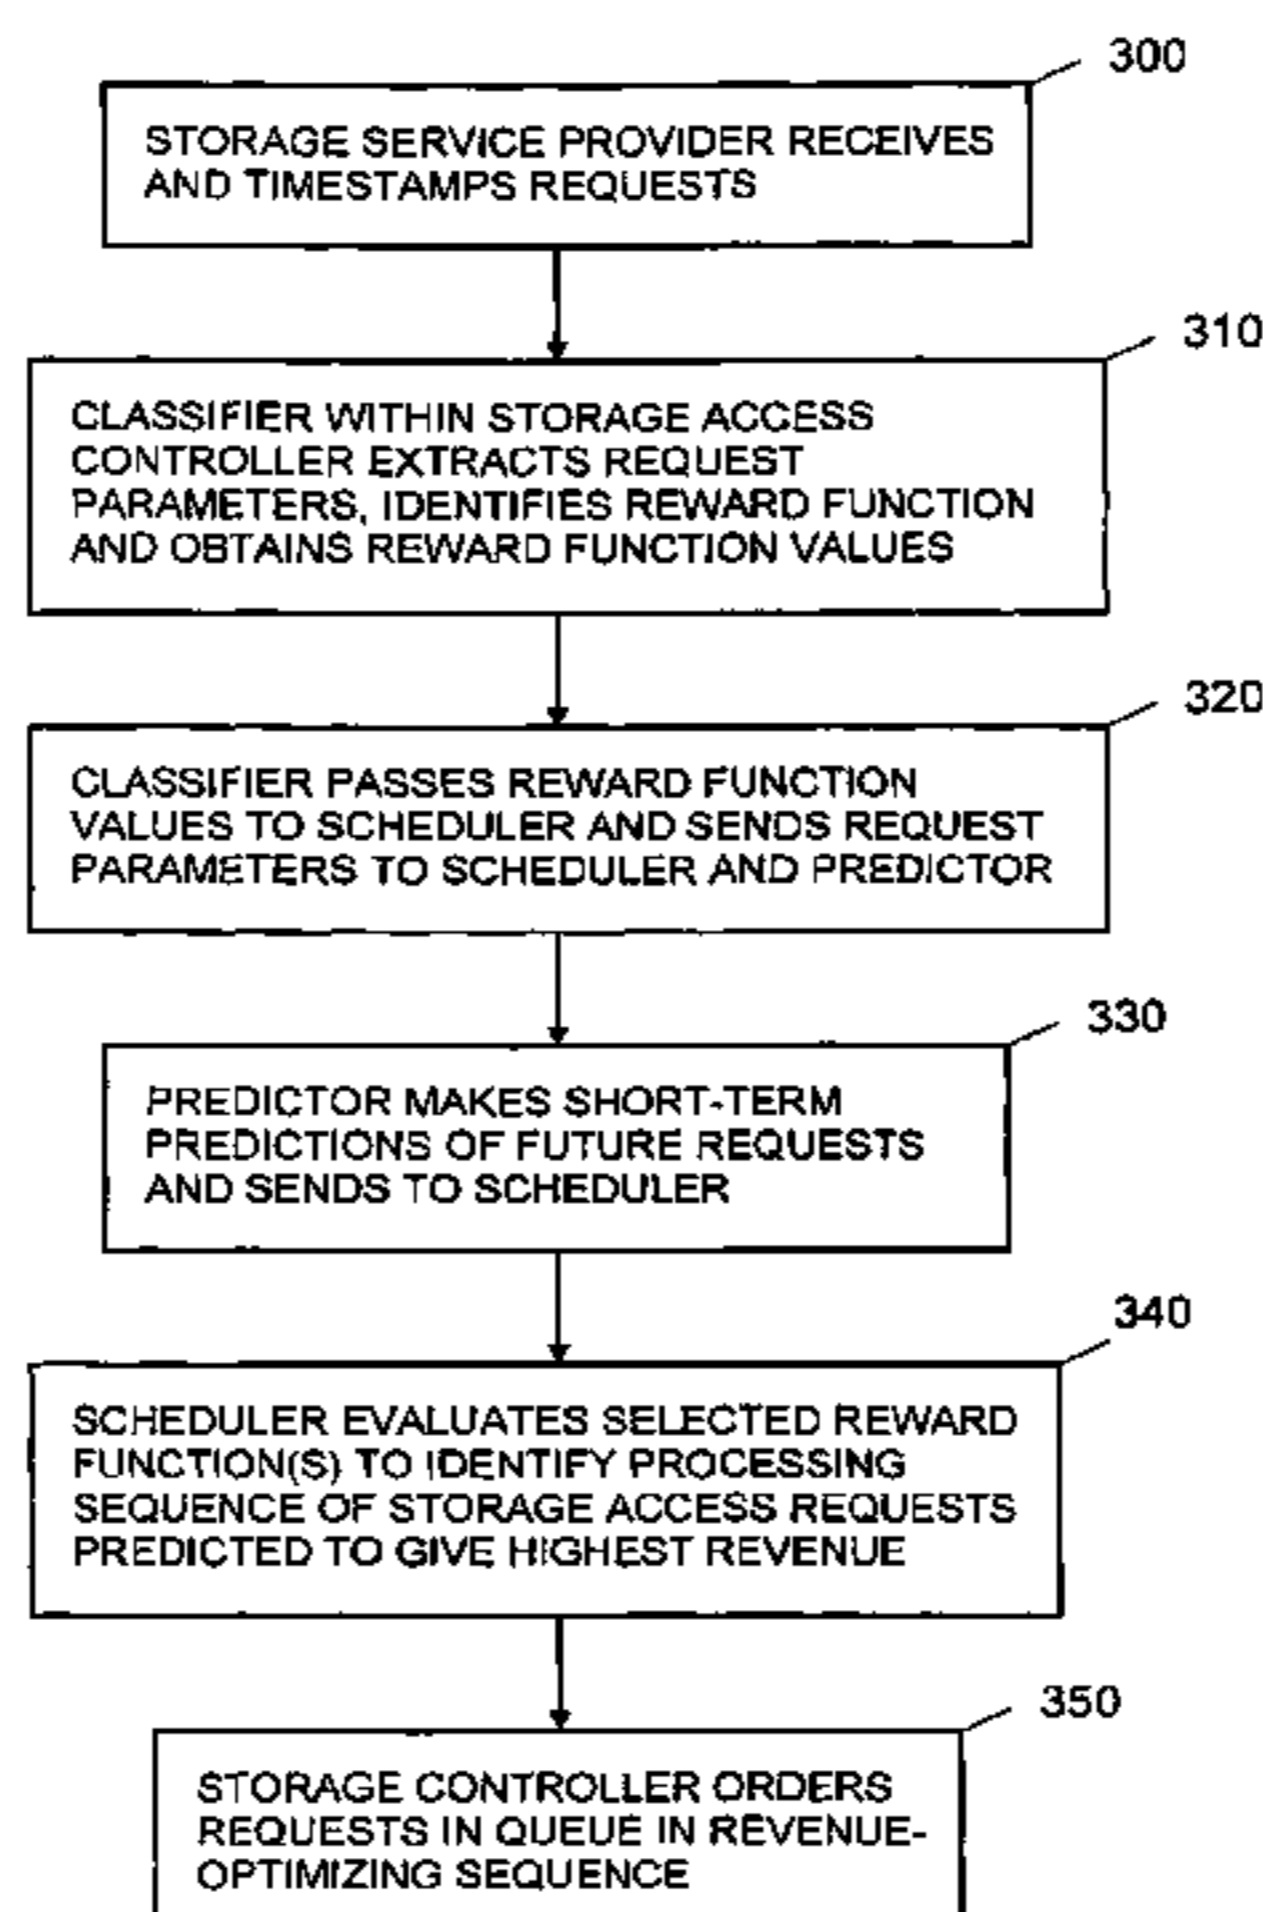 300
STORAGE SERVICE PROVIDER RECEIVES
AND TIMESTAMPS REQUESTS
310
CLASSIFIER WITHIN STORAGE ACCESS
CONTROLLER EXTRACTS REQUEST
PARAMETERS, IDENTIFIES REWARD FUNCTION
AND OBTAINS REWARD FUNCTION VALUES
320
CLASSIFIER PASSES REWARD FUNCTION
VALUES TO SCHEDULER AND SENDS REQUEST
PARAMETERS TO SCHEDULER AND PREDICTOR
330
PREDICTOR MAKES SHORT-TERM
PREDICTIONS OF FUTURE REQUESTS
AND SENDS TO SCHEDULER
340
SCHEDULER EVALUATES SELECTED REWARD
FUNCTION(S) TO IDENTIFY PROCESSING
SEQUENCE OF STORAGE ACCESS REQUESTS
PREDICTED TO GIVE HIGHEST REVENUE
350
STORAGE CONTROLLER ORDERS
REQUESTS IN QUEUE IN REVENUE-
OPTIMIZING SEQUENCE